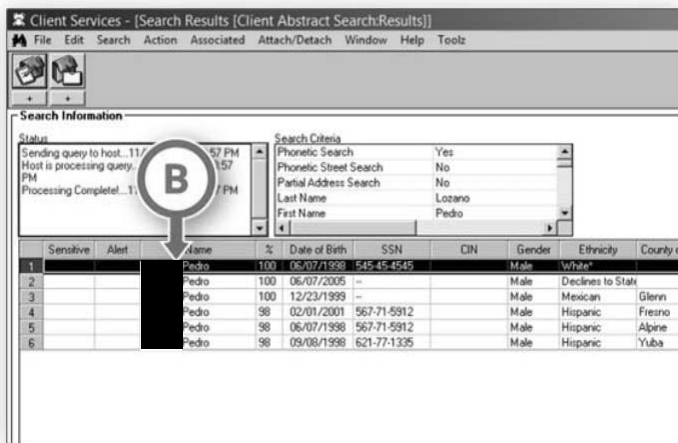 Client Services - [Search Results [Client Abstract Search:Results]]
File Edit Search Action Associated Attach/Detach Window Help Toolz
+ +
Search Information
Status
Sending query to host...11/ 57 PM
Host is processing query. :57
PM
Processing Complete!...1 PM
B
Search Criteria
Phonetic Search Yes
Phonetic Street Search No
Partial Address Search No
Last Name Lozano
First Name Pedro
Sensitive Alert Name % Date of Birth SSN CIN Gender Ethnicity County
1 Pedro 100 06/07/1998 545-45-4545 Male White*
2 Pedro 100 06/07/2005 -- Male Declines to State
3 Pedro 100 12/23/1999 -- Male Mexican Glenn
4 Pedro 98 02/01/2001 567-71-5912 Male Hispanic Fresno
5 Pedro 98 06/07/1998 567-71-5912 Male Hispanic Alpine
6 Pedro 98 09/08/1998 621-77-1335 Male Hispanic Yuba